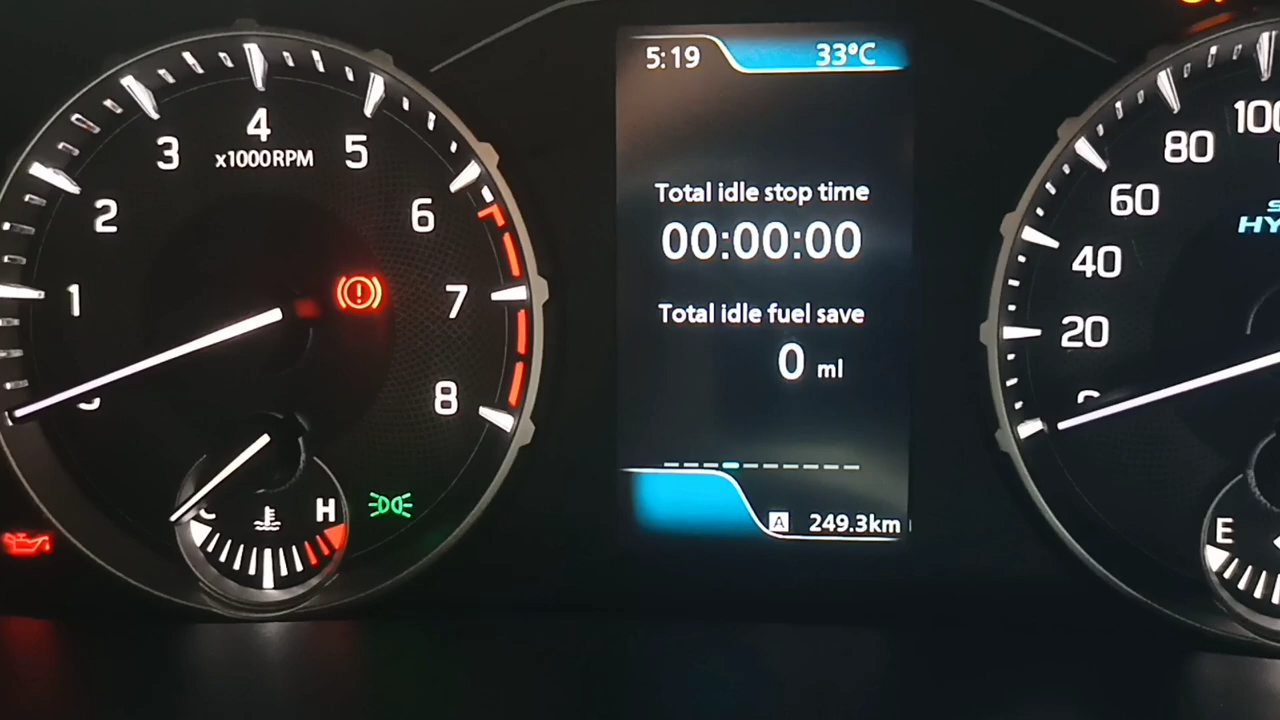 5:19 33°C
Total idle stop time
00:00:00
Total idle fuel save
0 ml
A 249.3km
1
2
3
4
x1000RPM
5
6
7
8
H
20
40
60
80
100
E